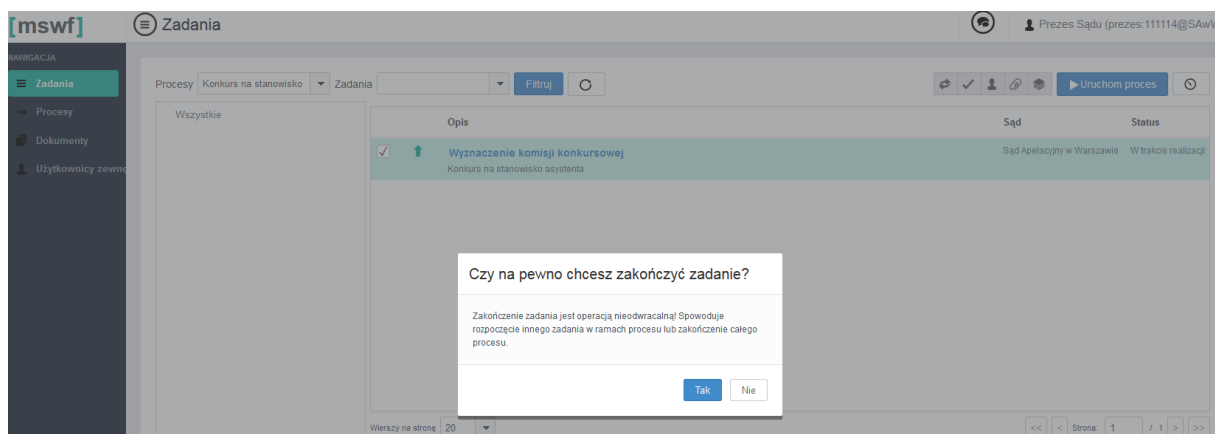 [mswf]
Zadania
Prezes Sądu (prezes:111114@SAwW
NAWIGACJA
Zadania
Procesy
Dokumenty
Użytkownicy zewnę
Procesy Konkurs na stanowisko Zadania Filtruj Uruchom proces
Wszystkie
Opis Sąd Status
Wyznaczenie komisji konkursowej Sąd Apelacyjny w Warszawie W trakcie realizacji
Konkurs na stanowisko asystenta
Czy na pewno chcesz zakończyć zadanie?
Zakończenie zadania jest operacją nieodwracalną! Spowoduje
rozpoczęcie innego zadania w ramach procesu lub zakończenie całego
procesu.
Tak Nie
Wierszy na stronę 20 << < Strona: 1 / 1 > >>